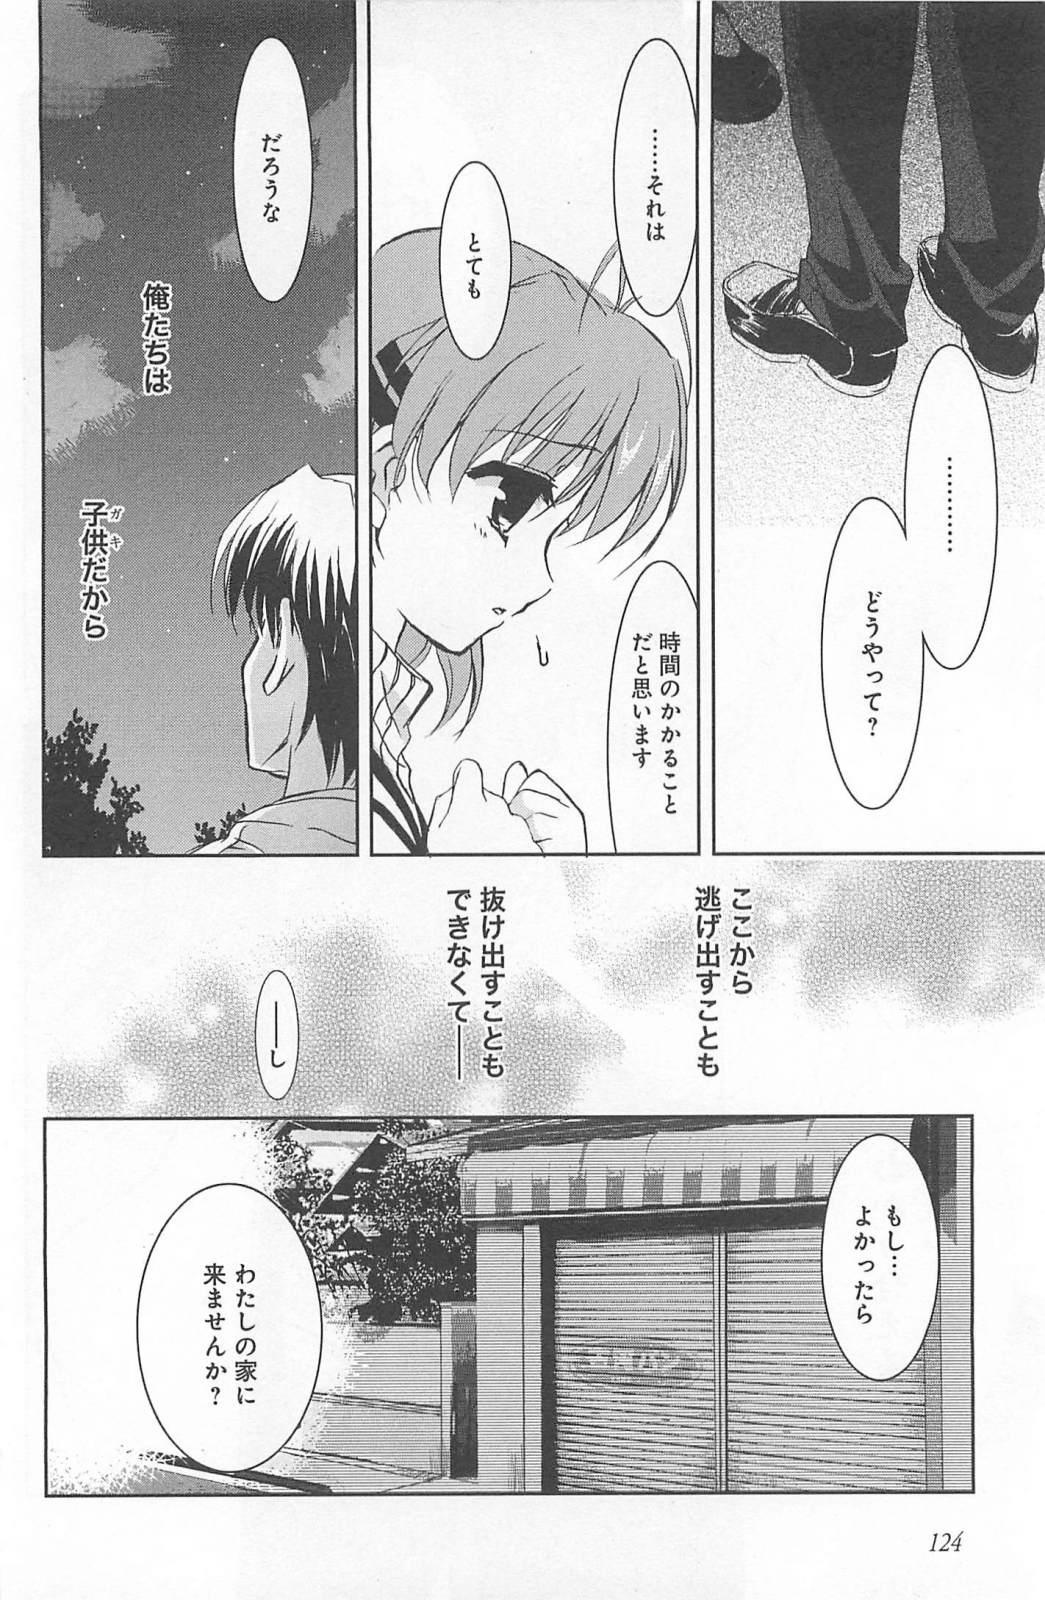 …………
どうやって？
……それは
とても
時間のかかること
だと思います
だろうな
俺たちは
子供だから
ガキ
ここから
逃げ出すことも
抜け出すことも
できなくて――
――し
もし…
よかったら
わたしの家に
来ませんか？
124